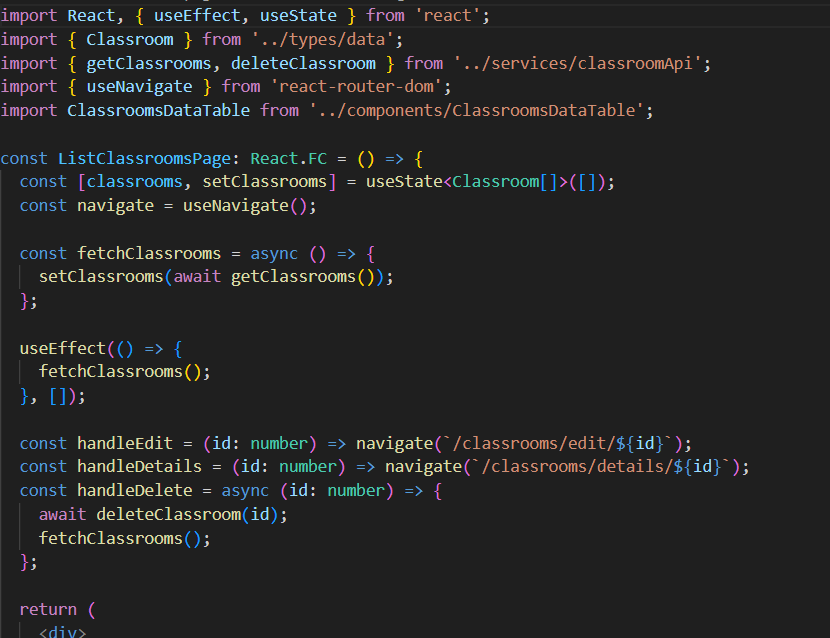 import React, { useEffect, useState } from 'react';
import { Classroom } from '../types/data';
import { getClassrooms, deleteClassroom } from '../services/classroomApi';
import { useNavigate } from 'react-router-dom';
import ClassroomsDataTable from '../components/ClassroomsDataTable';

const ListClassroomsPage: React.FC = () => {
  const [classrooms, setClassrooms] = useState<Classroom[]>([]);
  const navigate = useNavigate();

  const fetchClassrooms = async () => {
    setClassrooms(await getClassrooms());
  };

  useEffect(() => {
    fetchClassrooms();
  }, []);

  const handleEdit = (id: number) => navigate(`/classrooms/edit/${id}`);
  const handleDetails = (id: number) => navigate(`/classrooms/details/${id}`);
  const handleDelete = async (id: number) => {
    await deleteClassroom(id);
    fetchClassrooms();
  };

  return (
    <div>